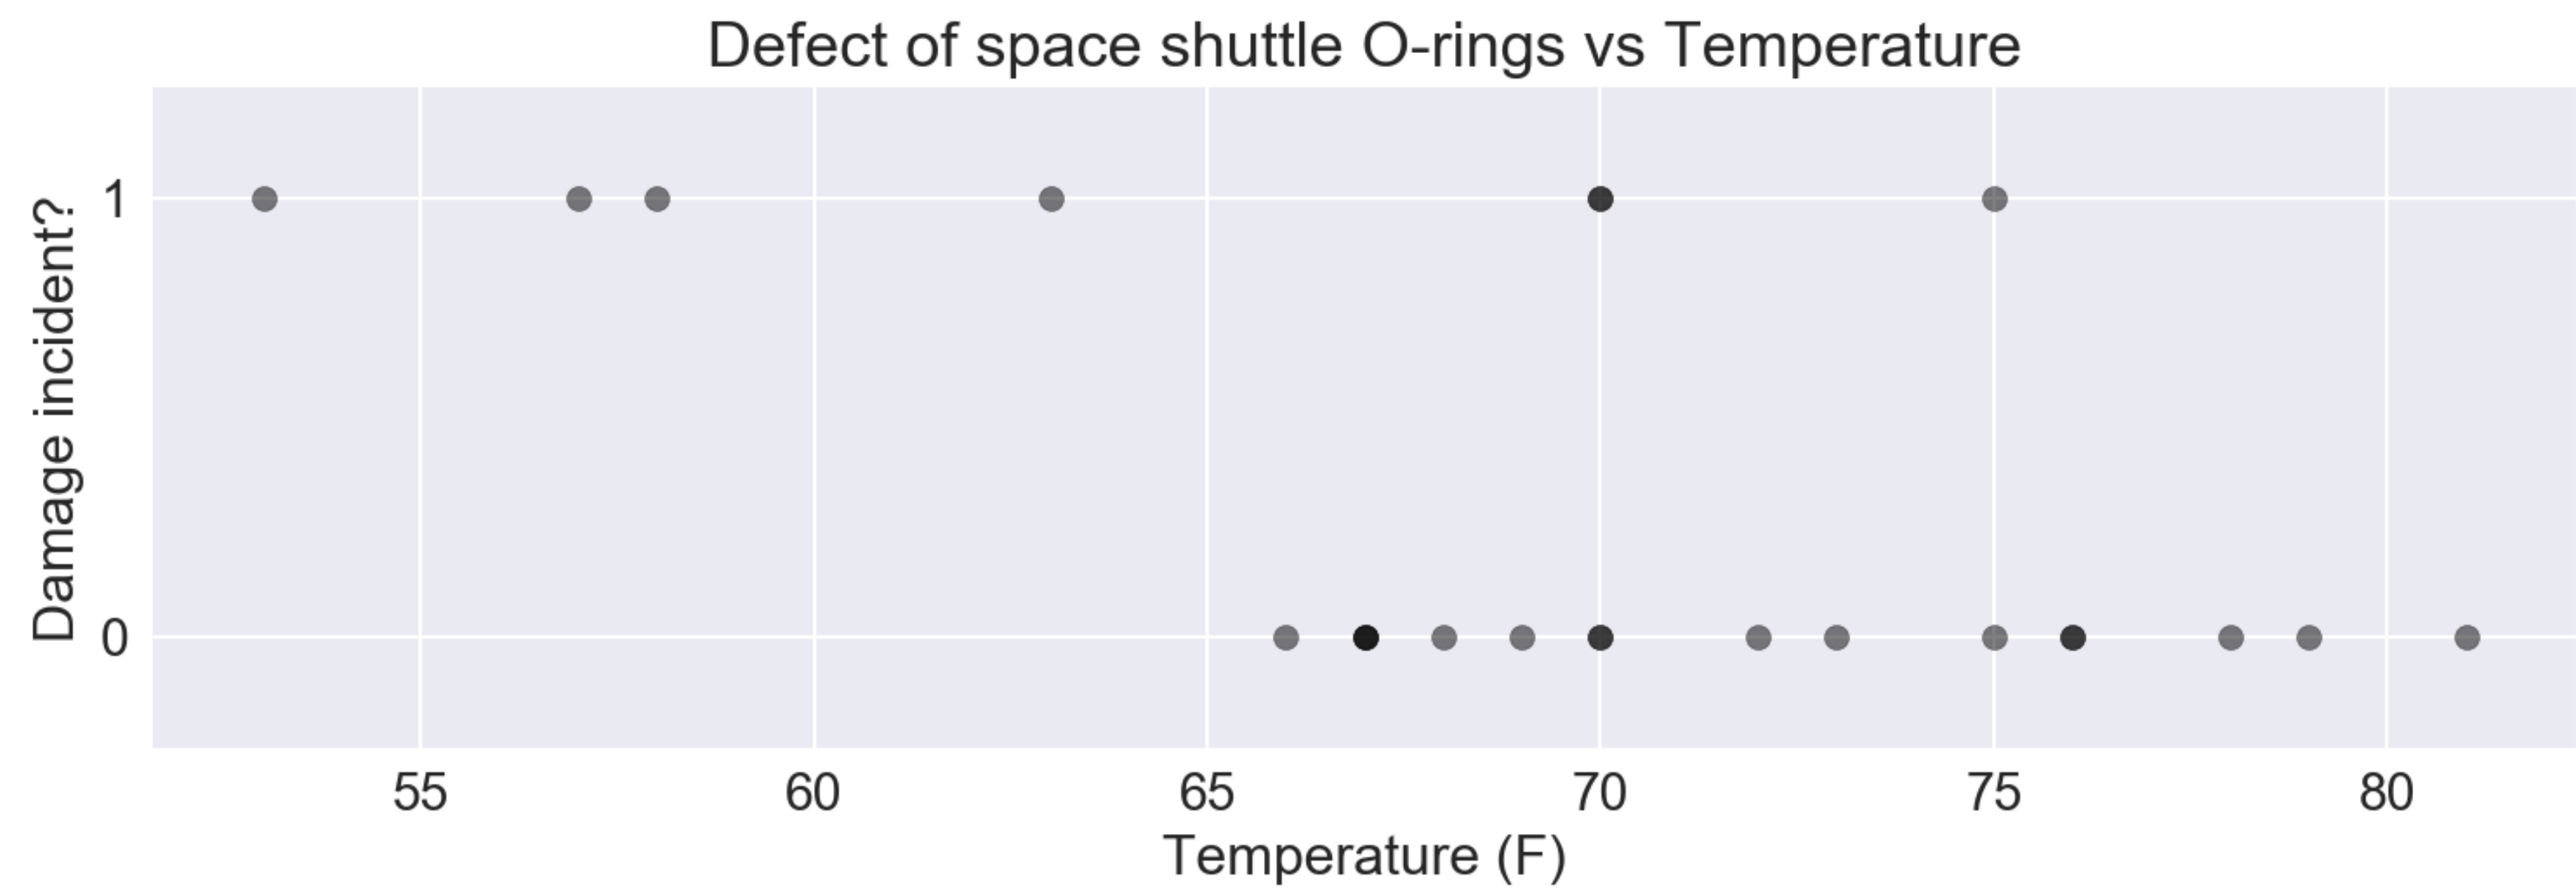 Defect of space shuttle O-rings vs Temperature
Damage incident?
1
0
55 60 65 70 75 80
Temperature (F)